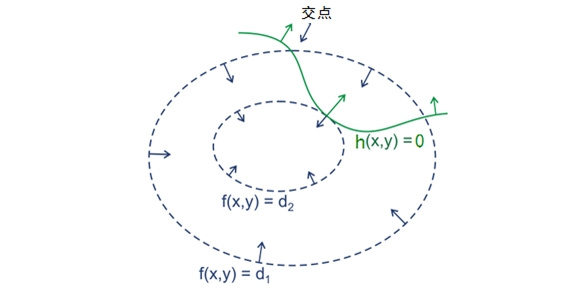 交点
h(x,y) = 0
f(x,y) = d₂
f(x,y) = d₁